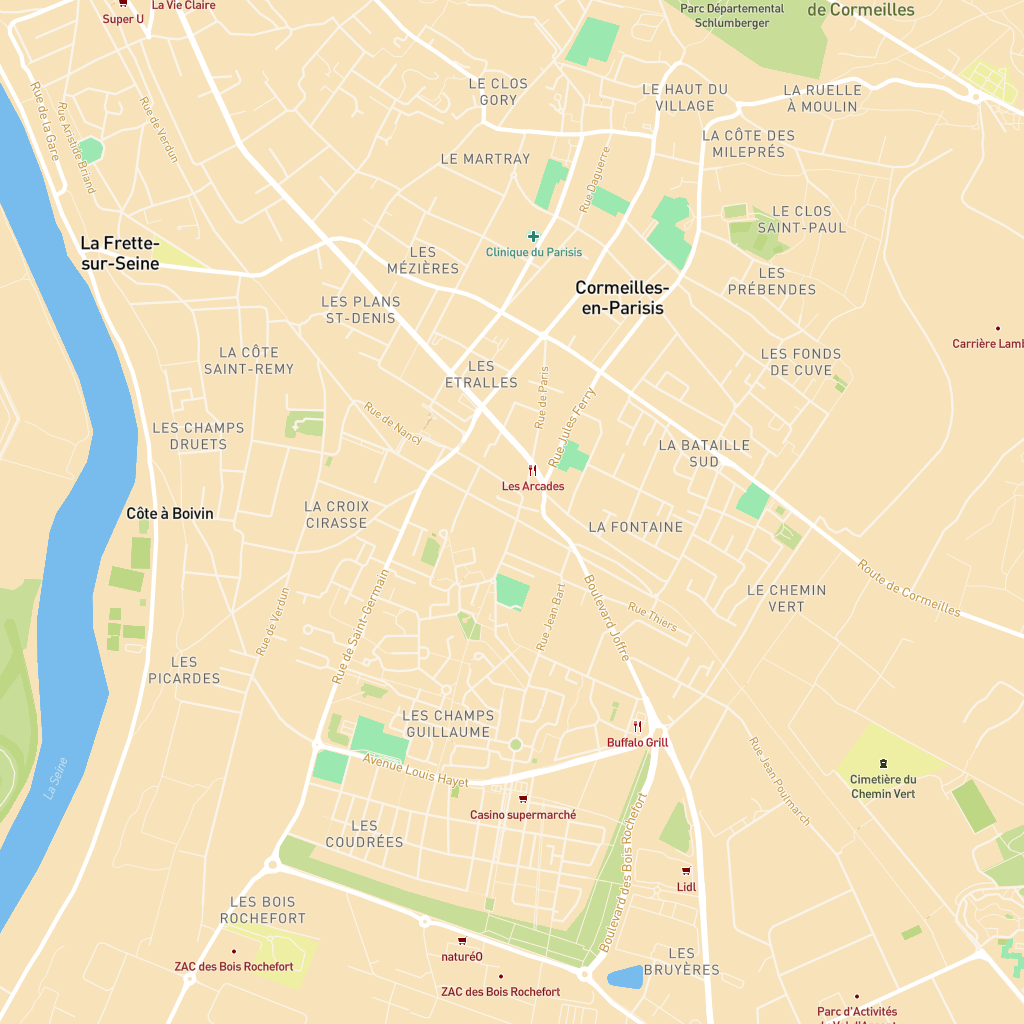 La Vie Claire
Super U
Parc Départemental
Schlumberger
de Cormeilles
LE CLOS
GORY
LE HAUT DU
VILLAGE
LA RUELLE
À MOULIN
Rue de la Gare
Rue Aristide Briand
Rue de Verdun
LA CÔTE DES
MILEPRÉS
LE MARTRAY
Rue Daguerre
LE CLOS
SAINT-PAUL
La Frette-
sur-Seine
Clinique du Parisis
LES
MÉZIÈRES
LES
PRÉBENDES
Cormeilles-
en-Parisis
LES PLANS
ST-DENIS
Carrière Lamb
LA CÔTE
SAINT-REMY
LES
ETRALLES
LES FONDS
DE CUVE
Rue de Paris
Rue Jules Ferry
Rue de Nancy
LES CHAMPS
DRUETS
LA BATAILLE
SUD
Les Arcades
LA CROIX
CIRASSE
Côte à Boivin
LA FONTAINE
Route de Cormeilles
LE CHEMIN
VERT
Rue de Verdun
Rue de Saint-Germain
Rue Jean Bart
Boulevard Joffre
Rue Thiers
LES
PICARDES
LES CHAMPS
GUILLAUME
Buffalo Grill
Avenue Louis Hayet
Rue Jean Poulmarch
La Seine
Cimetière du
Chemin Vert
Casino supermarché
LES
COUDRÉES
Boulevard des Bois Rochefort
Lidl
LES BOIS
ROCHEFORT
naturéO
ZAC des Bois Rochefort
LES
BRUYÈRES
ZAC des Bois Rochefort
Parc d'Activités